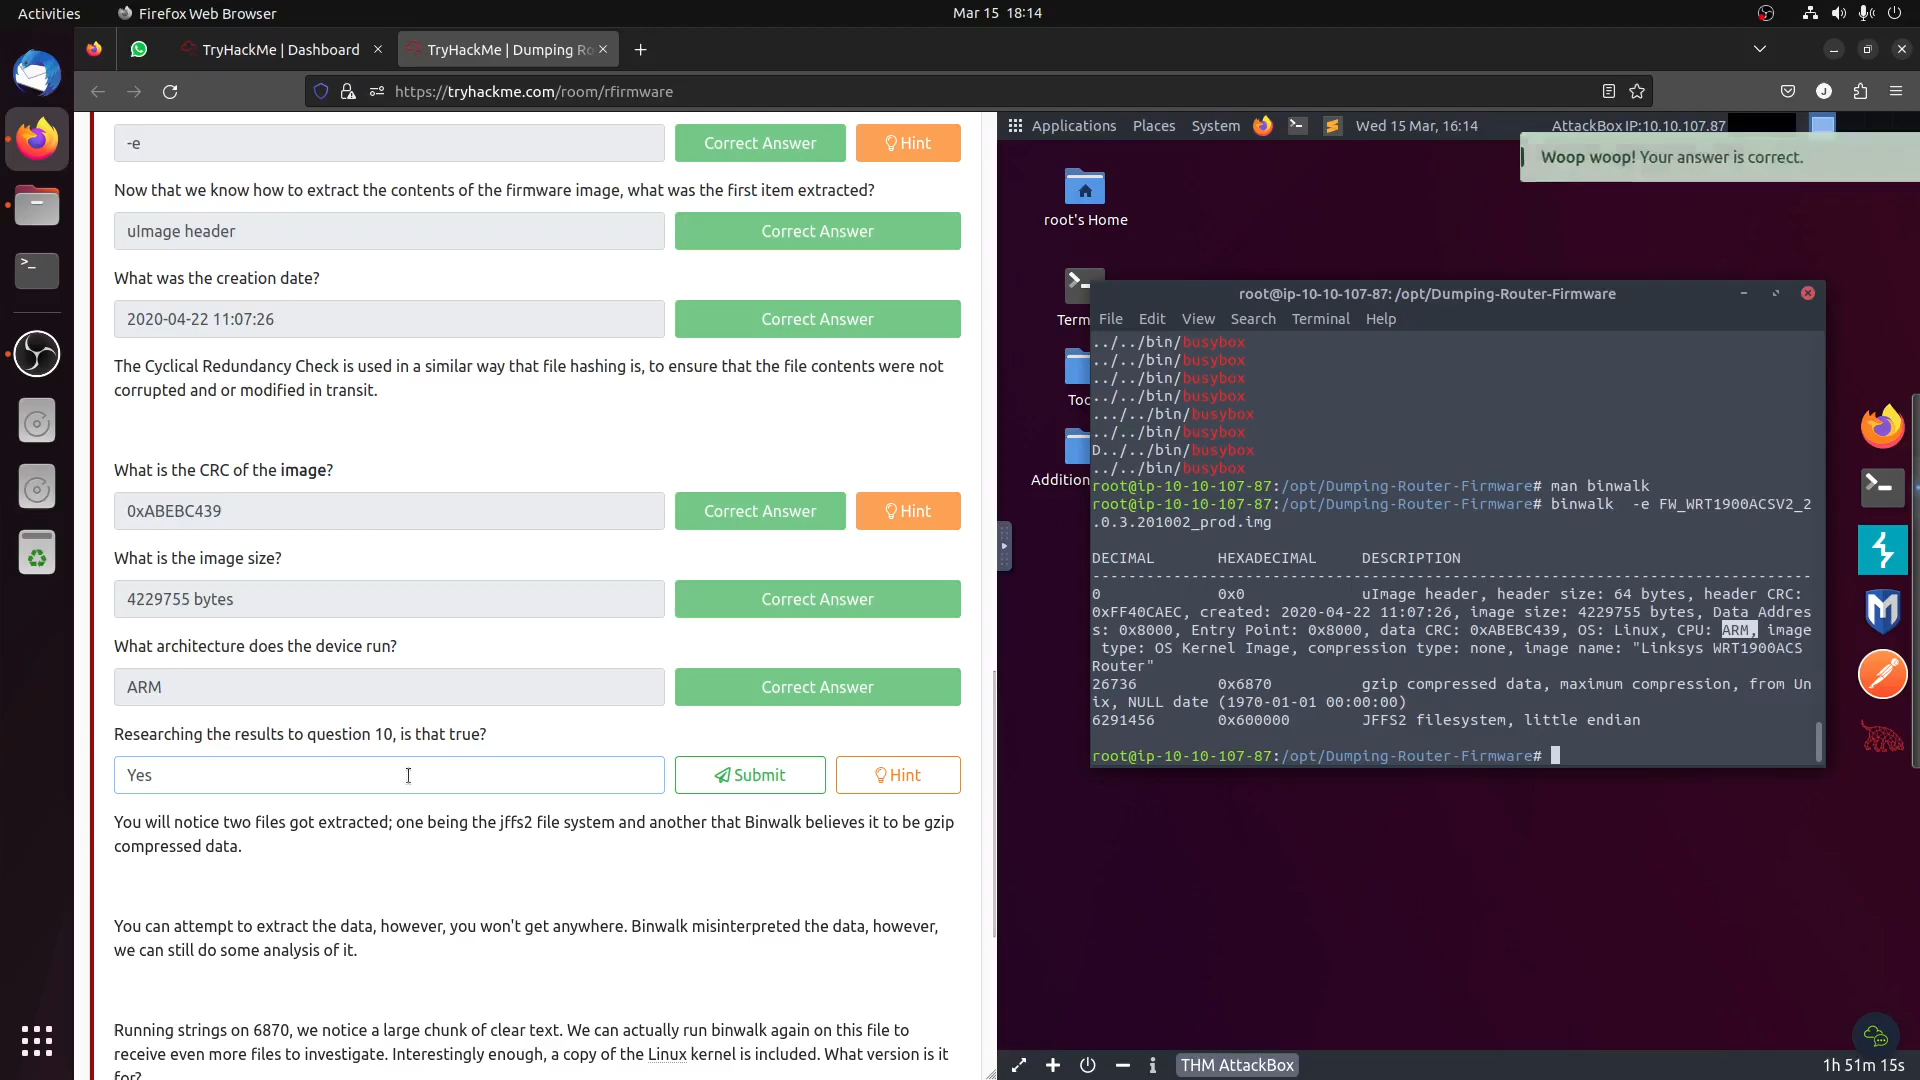 Activities
Firefox Web Browser
Mar 15 18:14
TryHackMe | Dashboard
TryHackMe | Dumping Ro
https://tryhackme.com/room/rfirmware
-e
Correct Answer
Hint
Now that we know how to extract the contents of the firmware image, what was the first item extracted?
uImage header
Correct Answer
What was the creation date?
2020-04-22 11:07:26
Correct Answer
The Cyclical Redundancy Check is used in a similar way that file hashing is, to ensure that the file contents were not
corrupted and or modified in transit.
What is the CRC of the image?
0xABEBC439
Correct Answer
Hint
What is the image size?
4229755 bytes
Correct Answer
What architecture does the device run?
ARM
Correct Answer
Researching the results to question 10, is that true?
Yes
Submit
Hint
You will notice two files got extracted; one being the jffs2 file system and another that Binwalk believes it to be gzip
compressed data.
You can attempt to extract the data, however, you won't get anywhere. Binwalk misinterpreted the data, however,
we can still do some analysis of it.
Running strings on 6870, we notice a large chunk of clear text. We can actually run binwalk again on this file to
receive even more files to investigate. Interestingly enough, a copy of the Linux kernel is included. What version is it
for?
Applications Places System
Wed 15 Mar, 16:14
AttackBox IP:10.10.107.87
Woop woop! Your answer is correct.
root's Home
Term
Too
Addition
root@ip-10-10-107-87: /opt/Dumping-Router-Firmware
File Edit View Search Terminal Help
../../bin/busybox
../../bin/busybox
../../bin/busybox
../../bin/busybox
.../../bin/busybox
../../bin/busybox
D../../bin/busybox
../../bin/busybox
root@ip-10-10-107-87:/opt/Dumping-Router-Firmware# man binwalk
root@ip-10-10-107-87:/opt/Dumping-Router-Firmware# binwalk  -e FW_WRT1900ACSV2_2
.0.3.201002_prod.img
DECIMAL HEXADECIMAL DESCRIPTION
--------------------------------------------------------------------------------
0 0x0 uImage header, header size: 64 bytes, header CRC:
0xFF40CAEC, created: 2020-04-22 11:07:26, image size: 4229755 bytes, Data Addres
s: 0x8000, Entry Point: 0x8000, data CRC: 0xABEBC439, OS: Linux, CPU: ARM, image
type: OS Kernel Image, compression type: none, image name: "Linksys WRT1900ACS
Router"
26736 0x6870 gzip compressed data, maximum compression, from Un
ix, NULL date (1970-01-01 00:00:00)
6291456 0x600000 JFFS2 filesystem, little endian
root@ip-10-10-107-87:/opt/Dumping-Router-Firmware#
THM AttackBox
1h 51m 15s